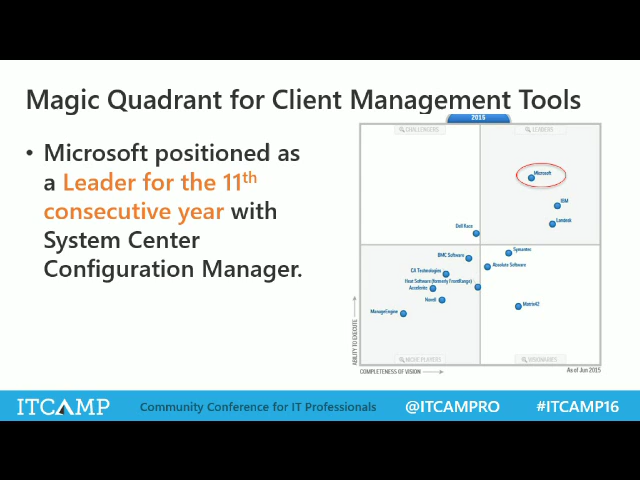 Magic Quadrant for Client Management Tools
• Microsoft positioned as
a Leader for the 11th
consecutive year with
System Center
Configuration Manager.
2015
CHALLENGERS
LEADERS
Microsoft
IBM
Landesk
Dell Kace
Symantec
BMC Software
Absolute Software
CA Technologies
Heat Software (formerly FrontRange)
Accelerite
Novell
Matrix42
ManageEngine
NICHE PLAYERS
VISIONARIES
ABILITY TO EXECUTE
COMPLETENESS OF VISION
As of Jun 2015
ITCAMP
Community Conference for IT Professionals
@ITCAMPRO
#ITCAMP16